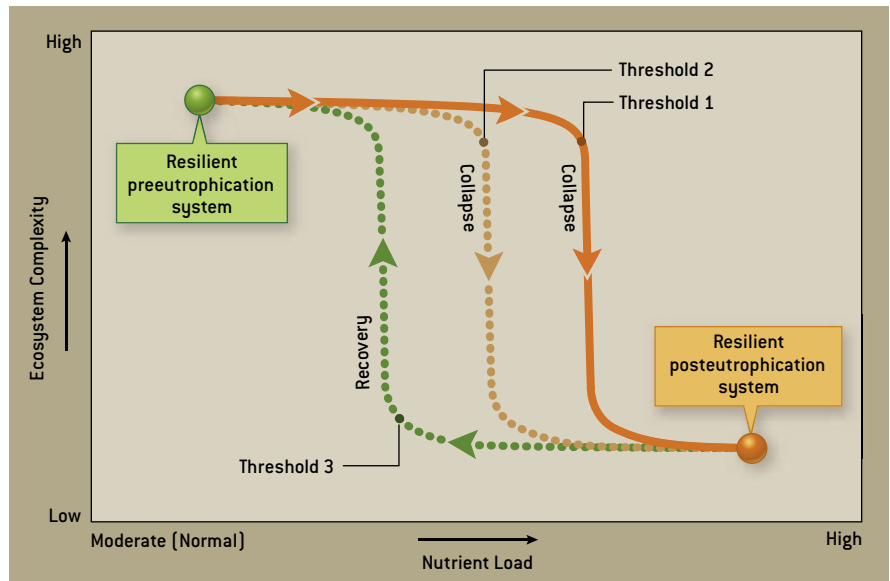 High
Threshold 2
Threshold 1
Resilient
preeutrophication
system
Collapse
Collapse
Ecosystem Complexity
Recovery
Resilient
posteutrophication
system
Threshold 3
Low
Moderate (Normal)
High
Nutrient Load